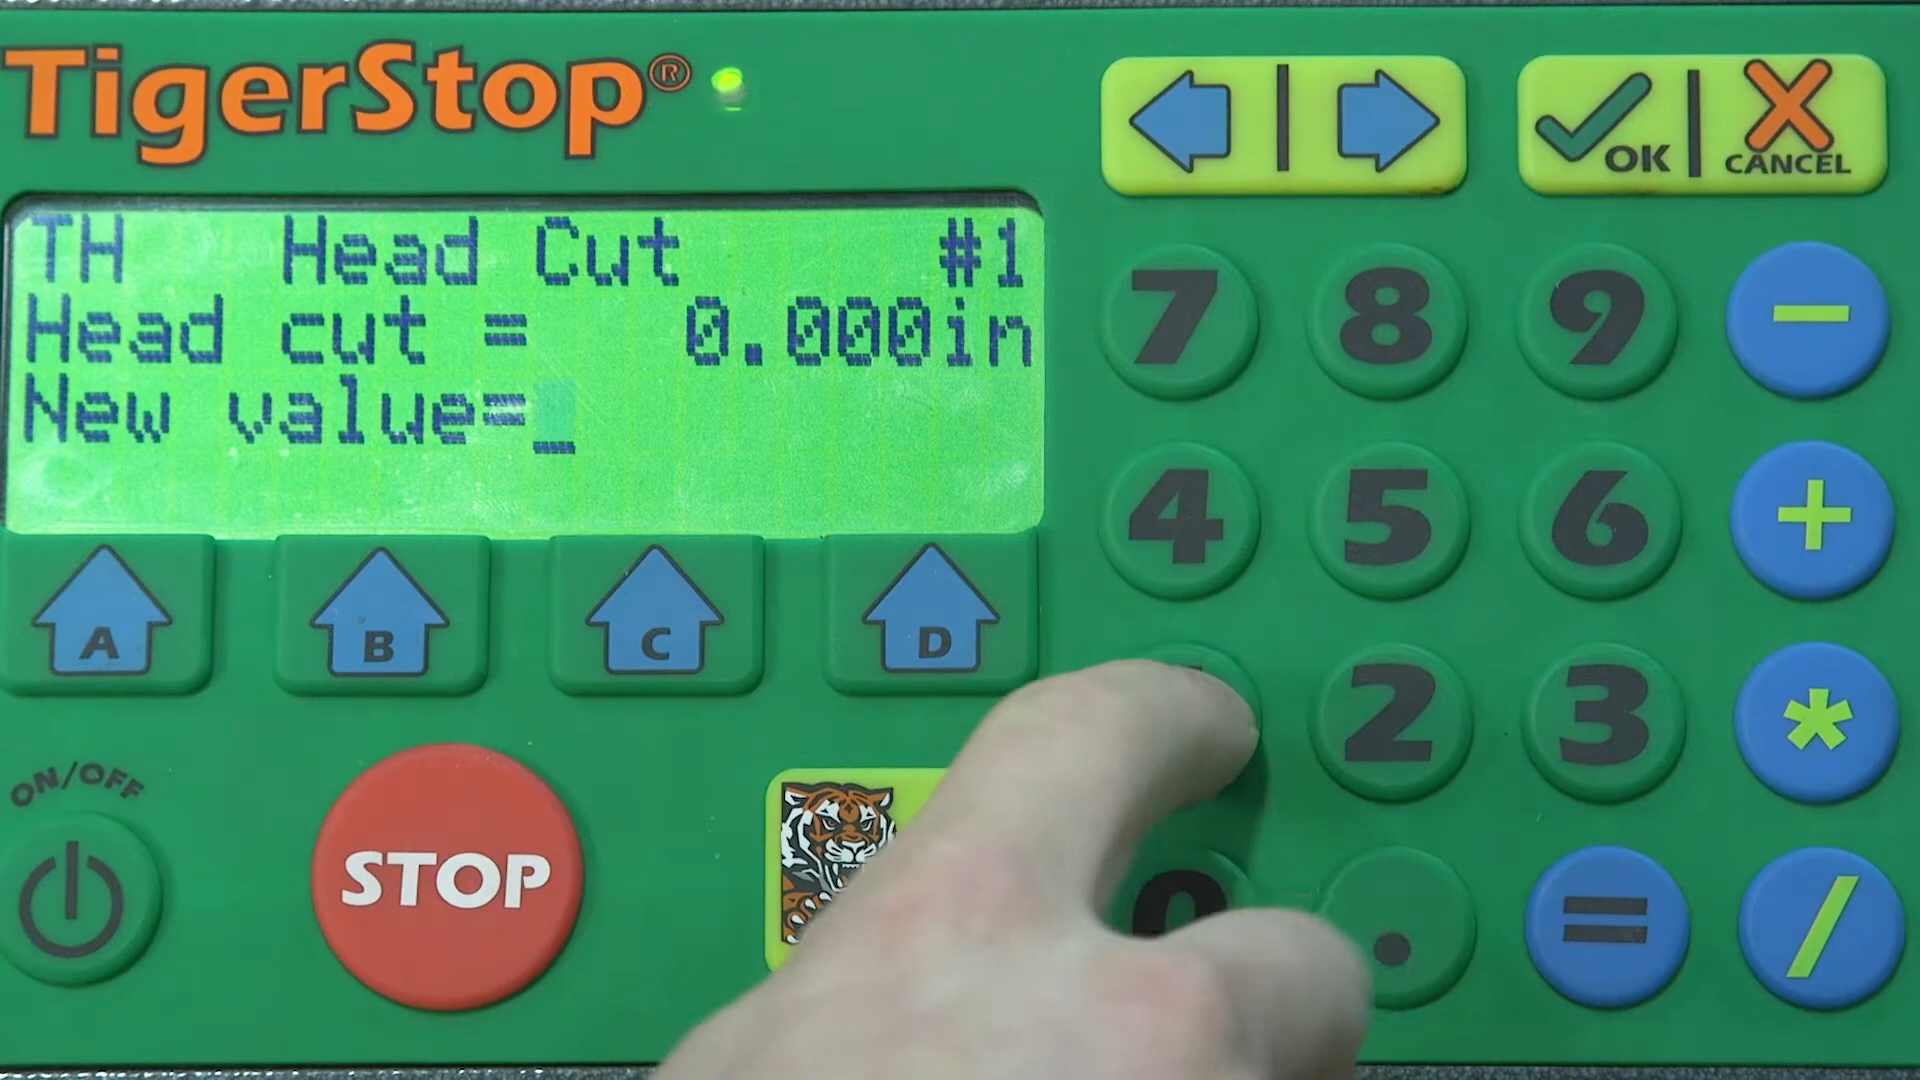 TigerStop®
OK
CANCEL
TH Head Cut #1
Head cut = 0.000in
New value=_
7 8 9 -
4 5 6 +
A B C D
2 3 *
ON/OFF
STOP
0 . = /